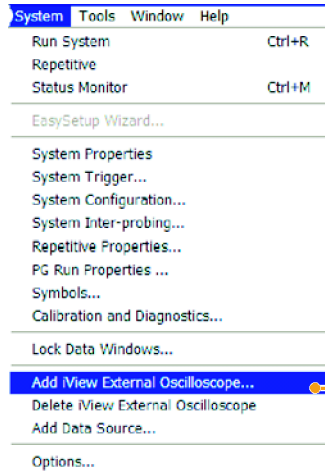 System Tools Window Help
Run System Ctrl+R
Repetitive
Status Monitor Ctrl+M
EasySetup Wizard...
System Properties
System Trigger...
System Configuration...
System Inter-probing...
Repetitive Properties...
PG Run Properties ...
Symbols...
Calibration and Diagnostics...
Lock Data Windows...
Add iView External Oscilloscope...
Delete iView External Oscilloscope
Add Data Source...
Options...